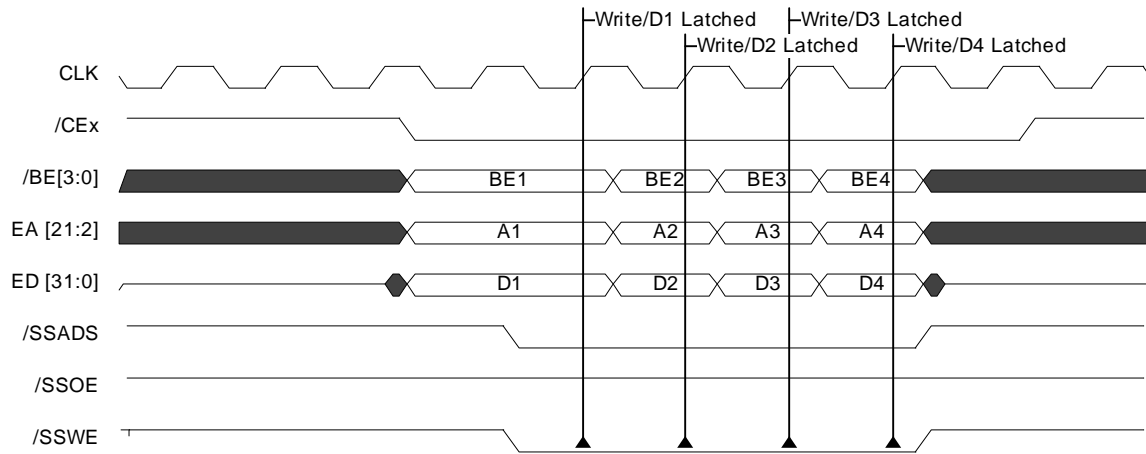 Write/D1 Latched
Write/D3 Latched
Write/D2 Latched
Write/D4 Latched
CLK
/CEx
/BE[3:0]
BE1
BE2
BE3
BE4
EA [21:2]
A1
A2
A3
A4
ED [31:0]
D1
D2
D3
D4
/SSADS
/SSOE
/SSWE